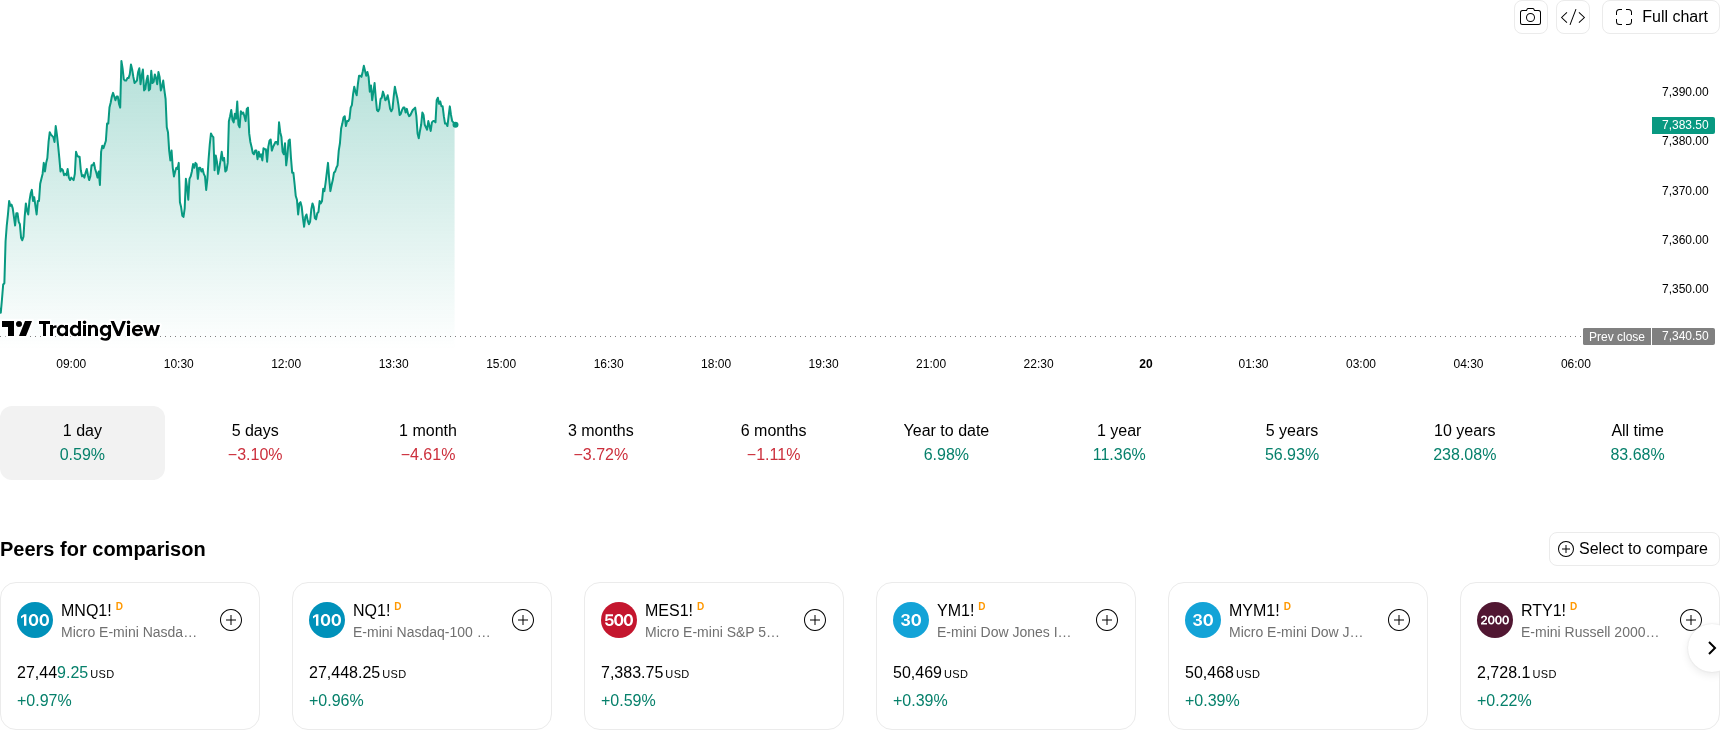 Full chart
7,390.00
7,383.50
7,380.00
7,370.00
7,360.00
7,350.00
TradingView
Prev close 7,340.50
09:00 10:30 12:00 13:30 15:00 16:30 18:00 19:30 21:00 22:30 20 01:30 03:00 04:30 06:00
1 day 5 days 1 month 3 months 6 months Year to date 1 year 5 years 10 years All time
0.59% −3.10% −4.61% −3.72% −1.11% 6.98% 11.36% 56.93% 238.08% 83.68%
Peers for comparison
Select to compare
100 MNQ1! D
Micro E-mini Nasda…
27,449.25 USD
+0.97%
100 NQ1! D
E-mini Nasdaq-100 …
27,448.25 USD
+0.96%
500 MES1! D
Micro E-mini S&P 5…
7,383.75 USD
+0.59%
30 YM1! D
E-mini Dow Jones I…
50,469 USD
+0.39%
30 MYM1! D
Micro E-mini Dow J…
50,468 USD
+0.39%
2000 RTY1! D
E-mini Russell 2000…
2,728.1 USD
+0.22%